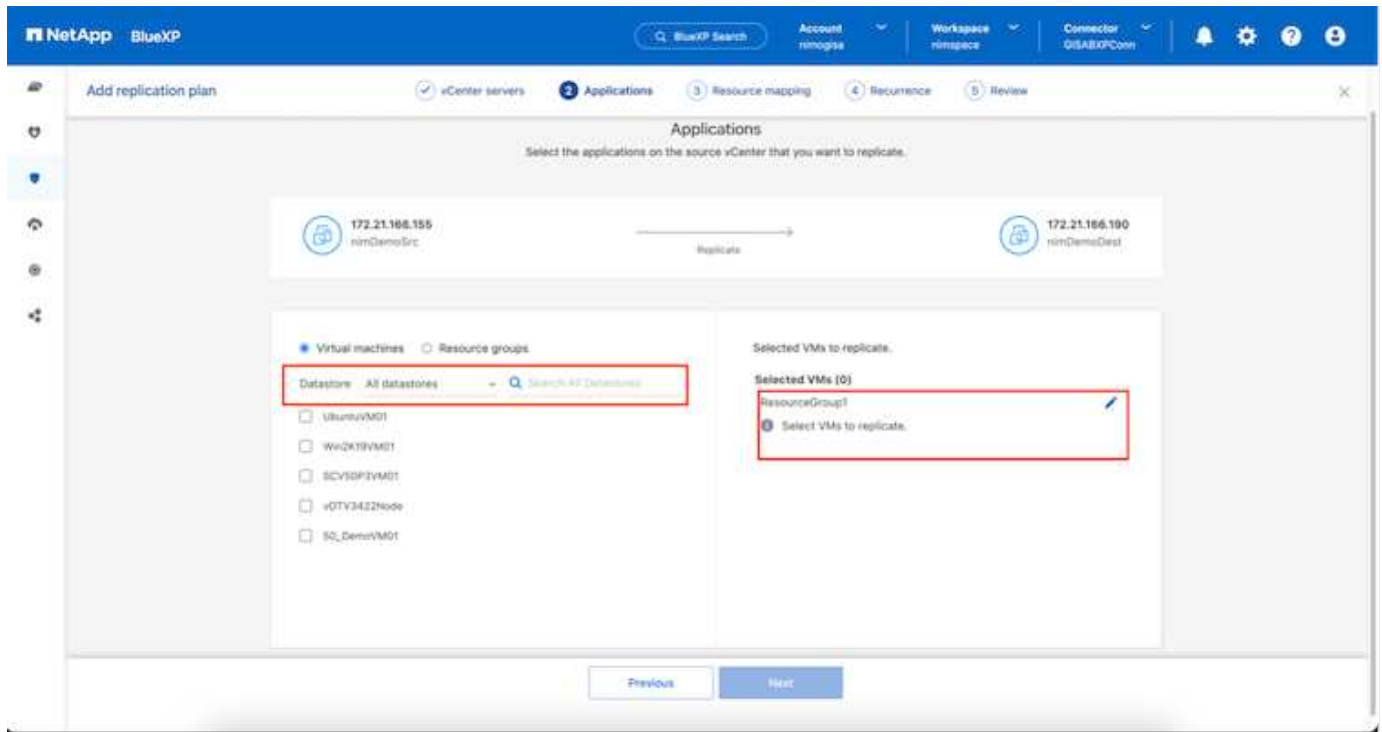 NetApp BlueXP
BlueXP Search
Account
nimogisa
Workspace
nimspace
Connector
GISABXPConn
Add replication plan
vCenter servers
2 Applications
3 Resource mapping
4 Recurrence
5 Review
Applications
Select the applications on the source vCenter that you want to replicate.
172.21.166.155
nimDemoSrc
Replicate
172.21.166.190
nimDemoDest
Virtual machines Resource groups
Datastore All datastores Search All Datastores
UbuntuVM01
Win2K19VM01
SCV50P3VM01
vOTV3422Node
50_DemoVM01
Selected VMs to replicate.
Selected VMs (0)
ResourceGroup1
Select VMs to replicate.
Previous
Next